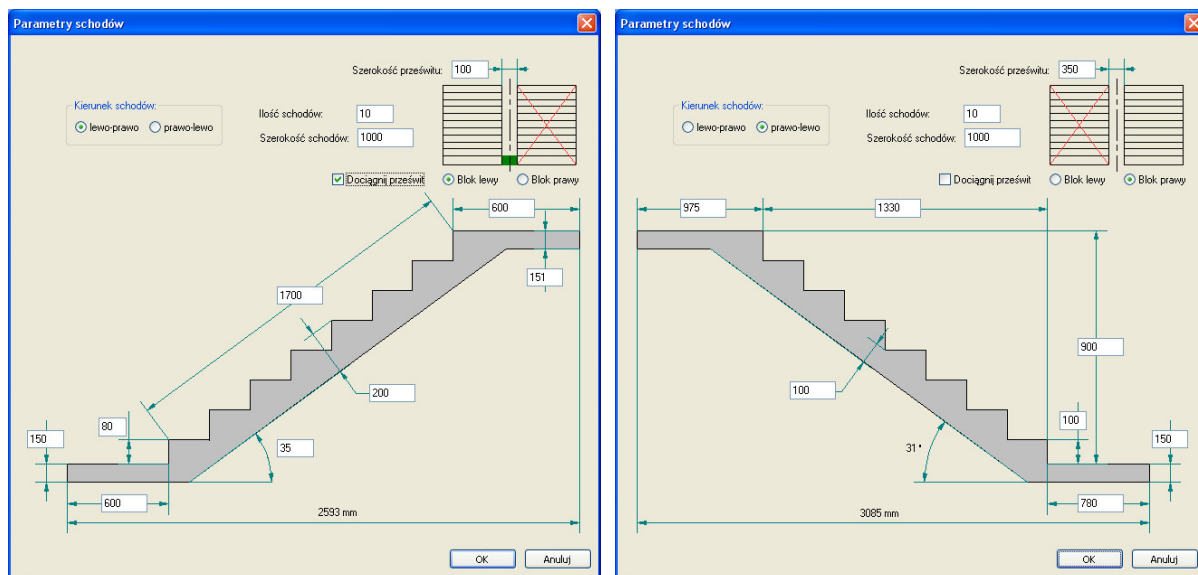 Parametry schodów
Szerokość prześwitu: 100
Kierunek schodów:
lewo-prawo prawo-lewo
Ilość schodów: 10
Szerokość schodów: 1000
Dociągnij prześwit Blok lewy Blok prawy
600
151
1700
200
80
150
35
600
2593 mm
OK Anuluj
Parametry schodów
Szerokość prześwitu: 350
Kierunek schodów:
lewo-prawo prawo-lewo
Ilość schodów: 10
Szerokość schodów: 1000
Dociągnij prześwit Blok lewy Blok prawy
975 1330
900
100
100
150
31°
780
3085 mm
OK Anuluj